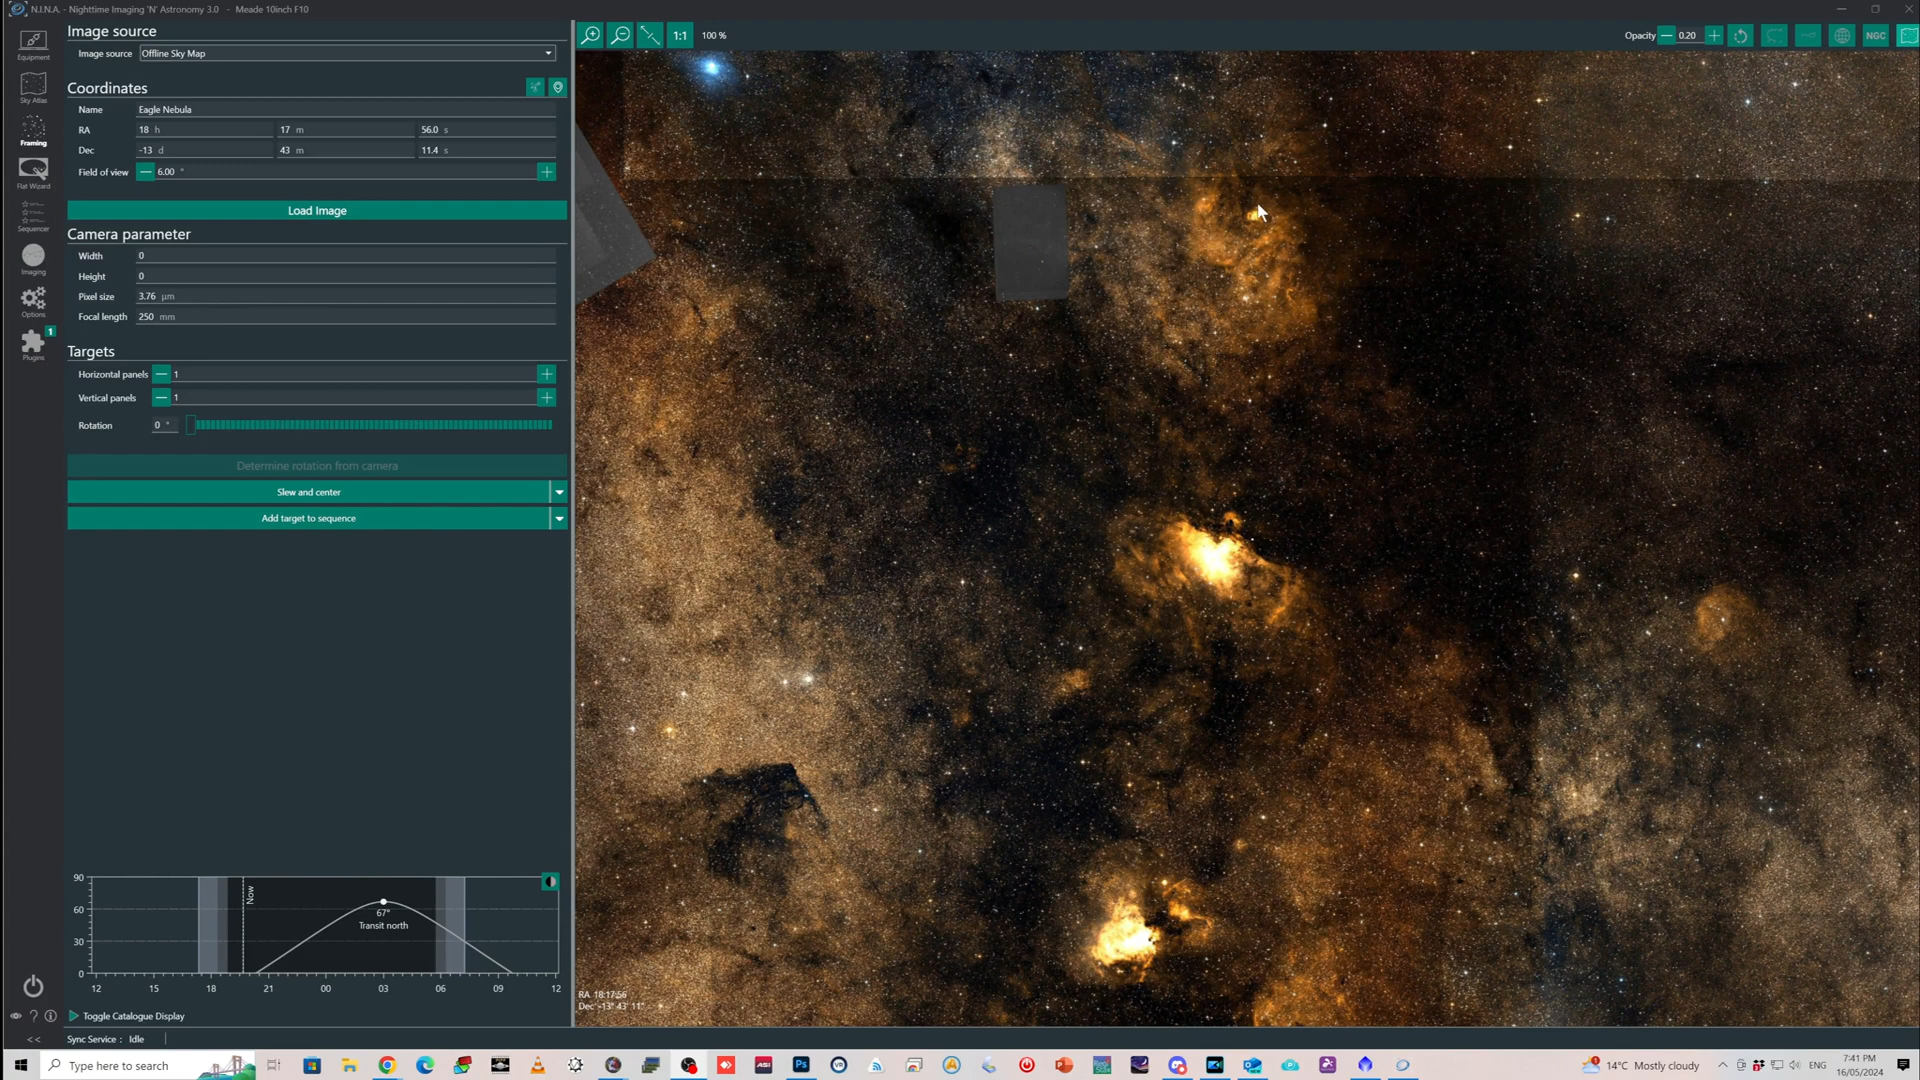 N.I.N.A. - Nighttime Imaging 'N' Astronomy 3.0 - Meade 10inch F10
Equipment
Sky Atlas
Framing
Flat Wizard
Sequencer
Imaging
Options
1
Plugins
Image source
Image source Offline Sky Map
Coordinates
Name Eagle Nebula
RA 18 h 17 m 56.0 s
Dec -13 d 43 m 11.4 s
Field of view 6.00 °
Load Image
Camera parameter
Width 0
Height 0
Pixel size 3.76 µm
Focal length 250 mm
Targets
Horizontal panels 1
Vertical panels 1
Rotation 0 °
Determine rotation from camera
Slew and center
Add target to sequence
90
60
30
0
Now
67°
Transit north
12 15 18 21 00 03 06 09 12
Toggle Catalogue Display
<< Sync Service : Idle
1:1 100 %
Opacity 0.20
NGC
RA 18:17:56
Dec -13° 43' 11"
Type here to search
ASI
Ps
14°C Mostly cloudy
ENG
7:41 PM
16/05/2024